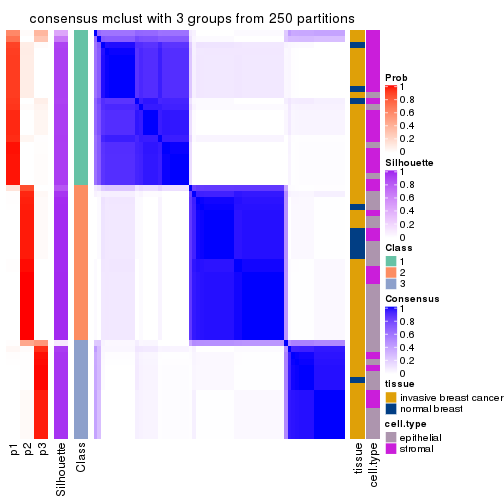 consensus mclust with 3 groups from 250 partitions
Prob
1
0.8
0.6
0.4
0.2
0
Silhouette
1
0.8
0.6
0.4
0.2
0
Class
1
2
3
Consensus
1
0.8
0.6
0.4
0.2
0
tissue
invasive breast cancer
normal breast
cell.type
epithelial
stromal
p1
p2
p3
Silhouette
Class
tissue
cell.type